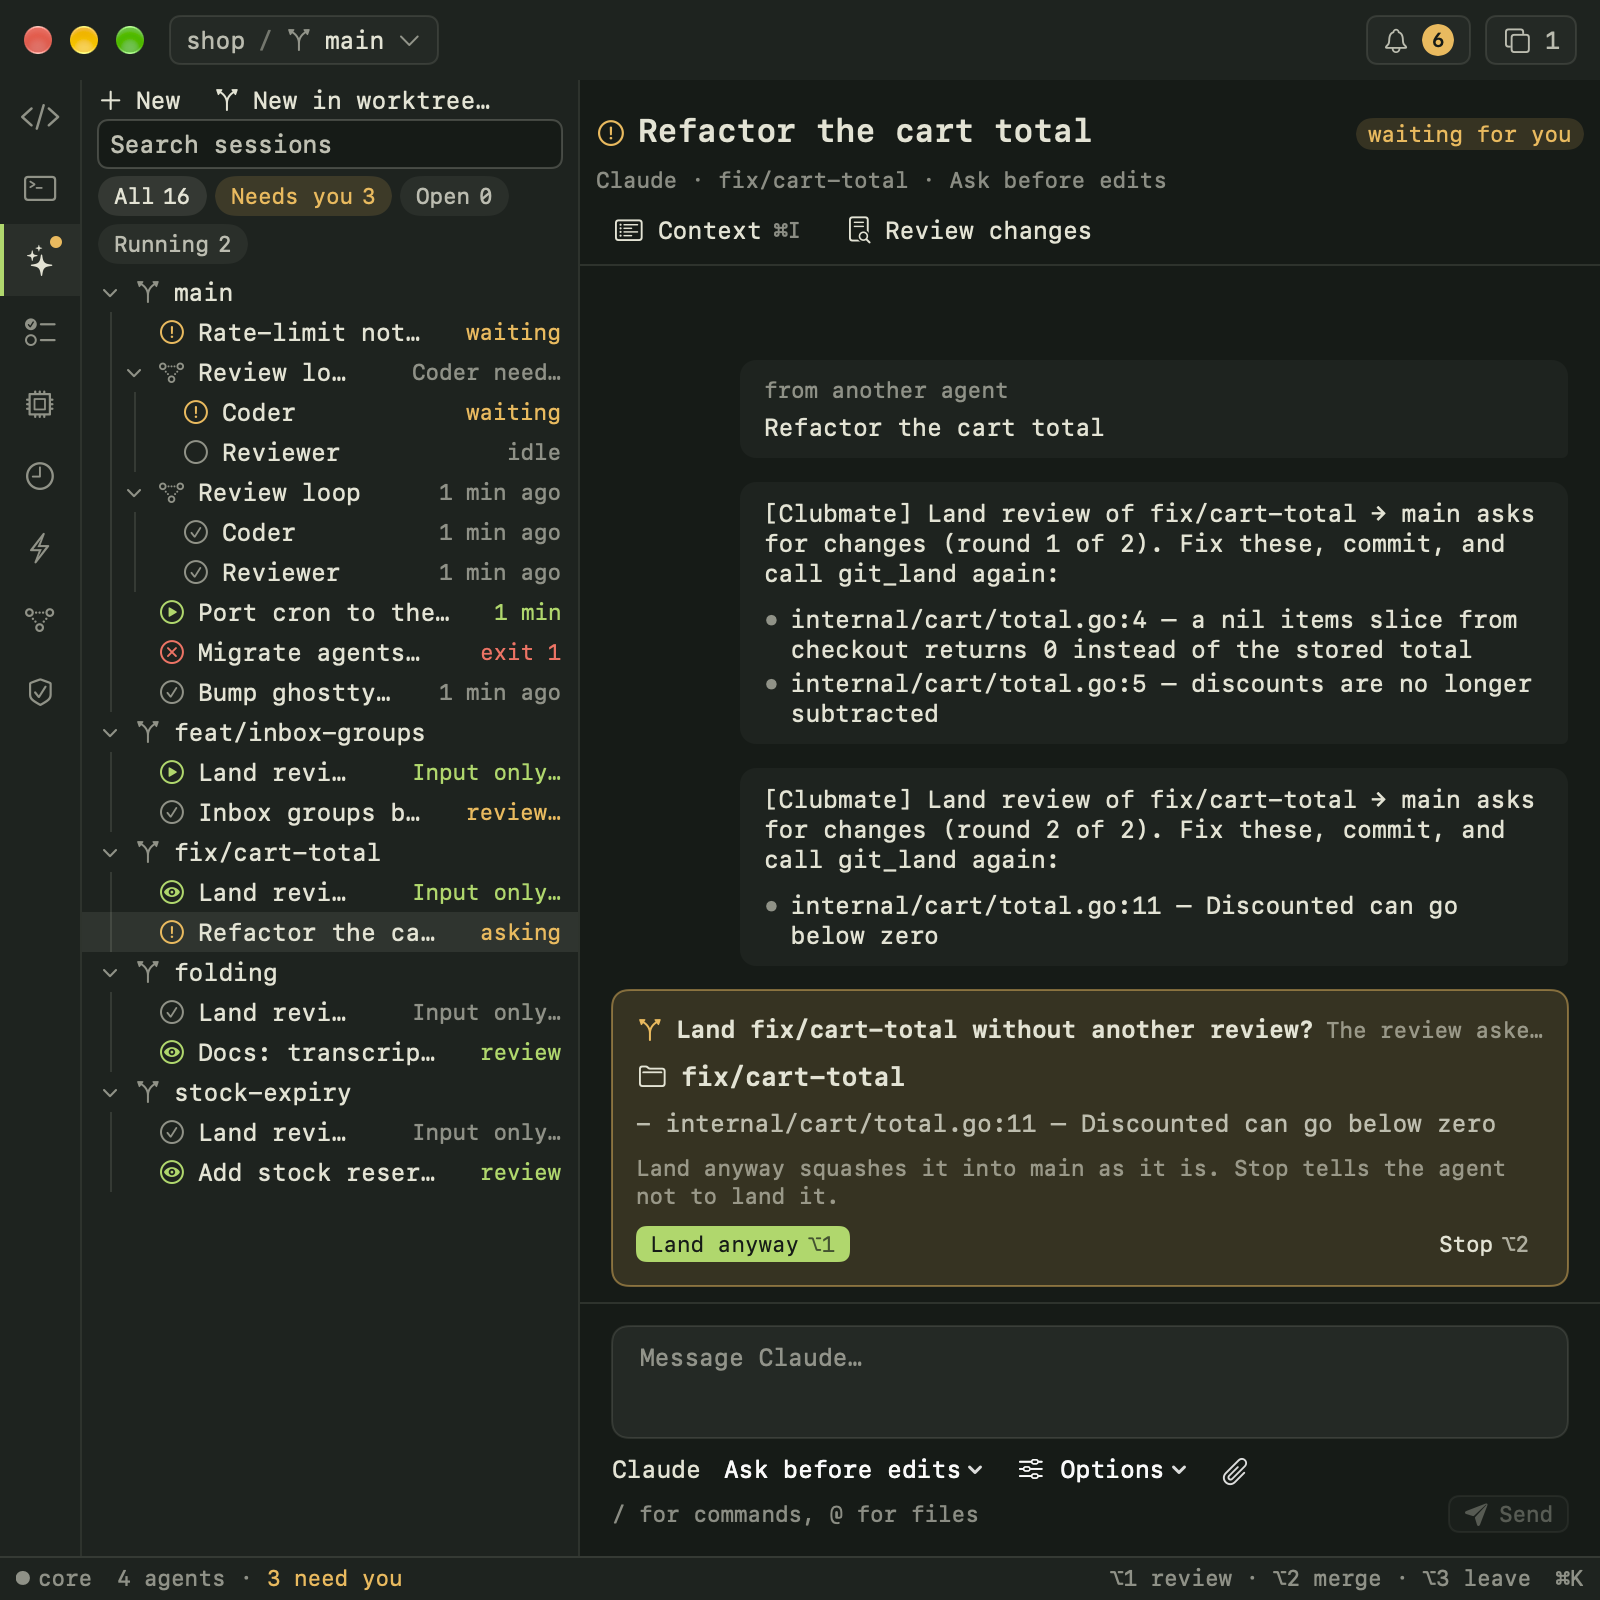 shop / main
6
1
+ New
New in worktree…
Search sessions
All 16
Needs you 3
Open 0
Running 2
main
Rate-limit not… waiting
Review lo… Coder need…
Coder waiting
Reviewer idle
Review loop 1 min ago
Coder 1 min ago
Reviewer 1 min ago
Port cron to the… 1 min
Migrate agents… exit 1
Bump ghostty… 1 min ago
feat/inbox-groups
Land revi… Input only…
Inbox groups b… review…
fix/cart-total
Land revi… Input only…
Refactor the ca… asking
folding
Land revi… Input only…
Docs: transcrip… review
stock-expiry
Land revi… Input only…
Add stock reser… review
Refactor the cart total
waiting for you
Claude · fix/cart-total · Ask before edits
Context ⌘I
Review changes
from another agent
Refactor the cart total
[Clubmate] Land review of fix/cart-total → main asks
for changes (round 1 of 2). Fix these, commit, and
call git_land again:
• internal/cart/total.go:4 — a nil items slice from
checkout returns 0 instead of the stored total
• internal/cart/total.go:5 — discounts are no longer
subtracted
[Clubmate] Land review of fix/cart-total → main asks
for changes (round 2 of 2). Fix these, commit, and
call git_land again:
• internal/cart/total.go:11 — Discounted can go
below zero
Land fix/cart-total without another review? The review aske…
fix/cart-total
— internal/cart/total.go:11 — Discounted can go below zero
Land anyway squashes it into main as it is. Stop tells the agent
not to land it.
Land anyway ⌥1
Stop ⌥2
Message Claude…
Claude Ask before edits
Options
/ for commands, @ for files
Send
core 4 agents · 3 need you
⌥1 review · ⌥2 merge · ⌥3 leave ⌘K